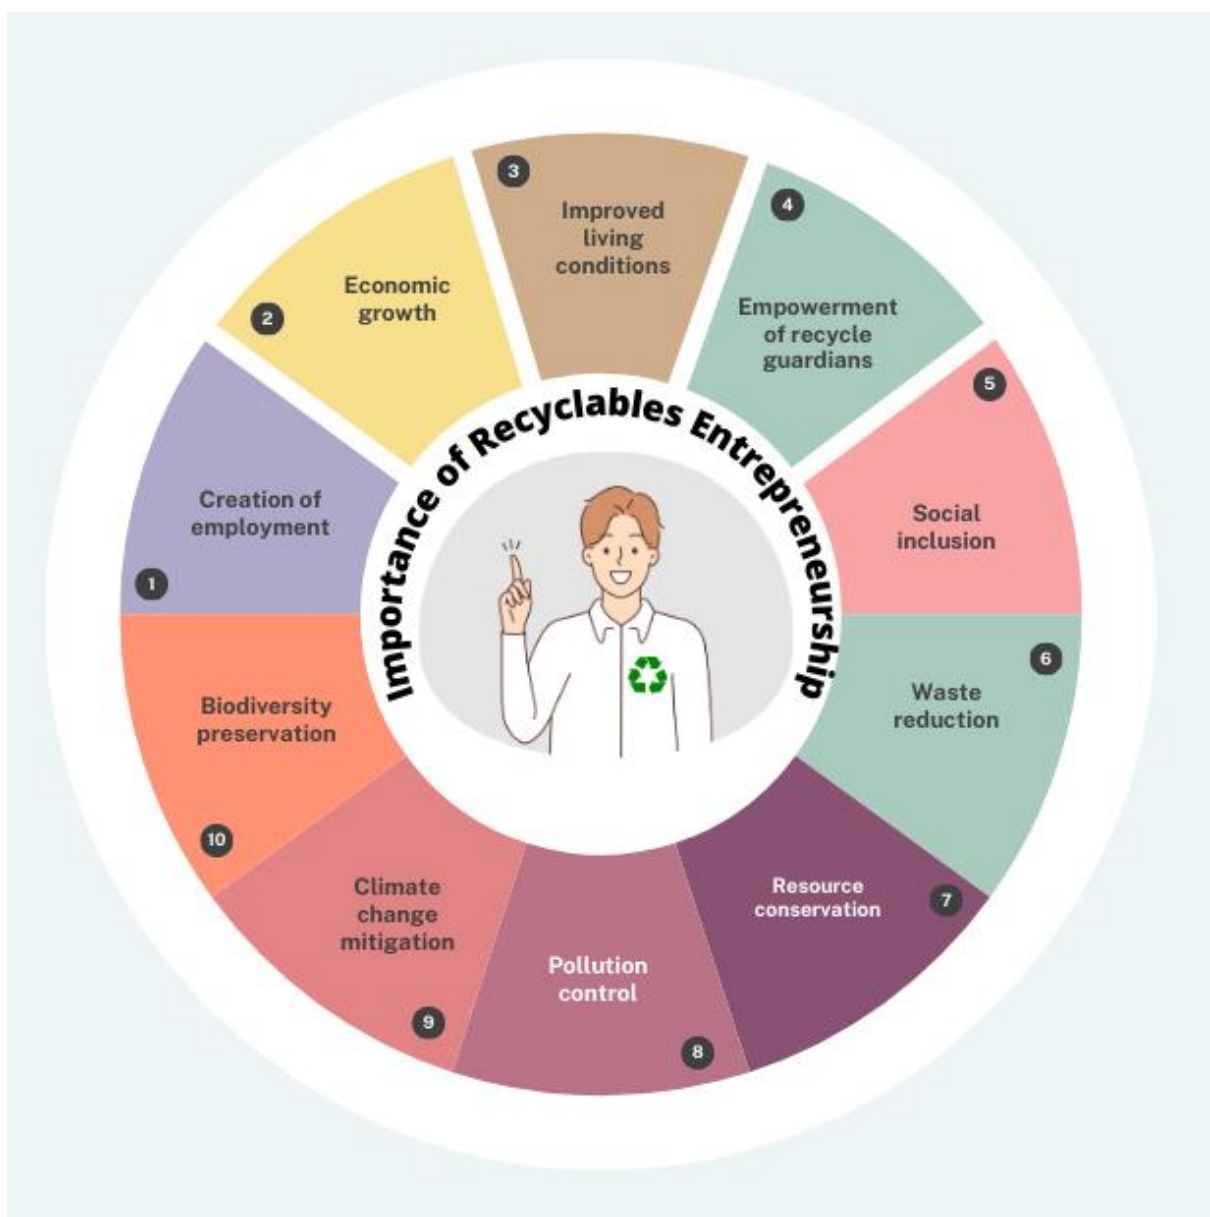 Importance of Recyclables Entrepreneurship
1
Creation of
employment
2
Economic
growth
3
Improved
living
conditions
4
Empowerment
of recycle
guardians
5
Social
inclusion
6
Waste
reduction
7
Resource
conservation
8
Pollution
control
9
Climate
change
mitigation
10
Biodiversity
preservation